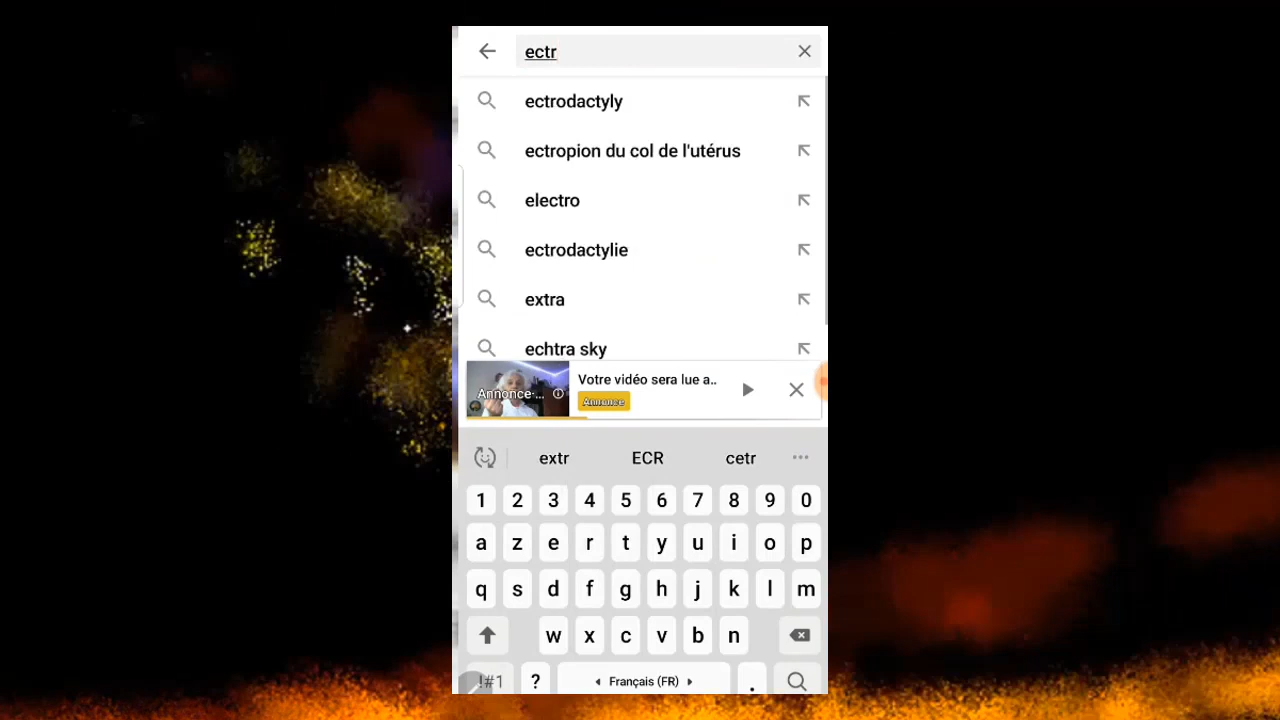 ectr
ectrodactyly
ectropion du col de l'utérus
electro
ectrodactylie
extra
echtra sky
Annonce-...
Votre vidéo sera lue a..
Annonce
extr ECR cetr
1 2 3 4 5 6 7 8 9 0
a z e r t y u i o p
q s d f g h j k l m
w x c v b n
!#1 ? Français (FR) .